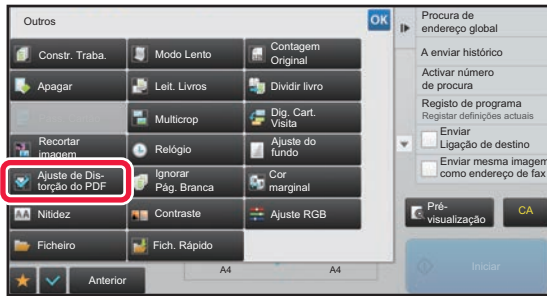 Outros
OK
Constr. Traba.
Modo Lento
Contagem
Original
Apagar
Leit. Livros
Dividir livro
Multicrop
Dig. Cart.
Visita
Recortar
imagem
Relógio
Ajuste do
fundo
Ajuste de Dis-
torção do PDF
Ignorar
Pág. Branca
Cor
marginal
AA Nitidez
Contraste
Ajuste RGB
Ficheiro
Fich. Rápido
Anterior
A4
A4
Procura de
endereço global
A enviar histórico
Activar número
de procura
Registo de programa
Registar definições actuais
Enviar
Ligação de destino
Enviar mesma imagem
como endereço de fax
Pré-
visualização
CA
Iniciar